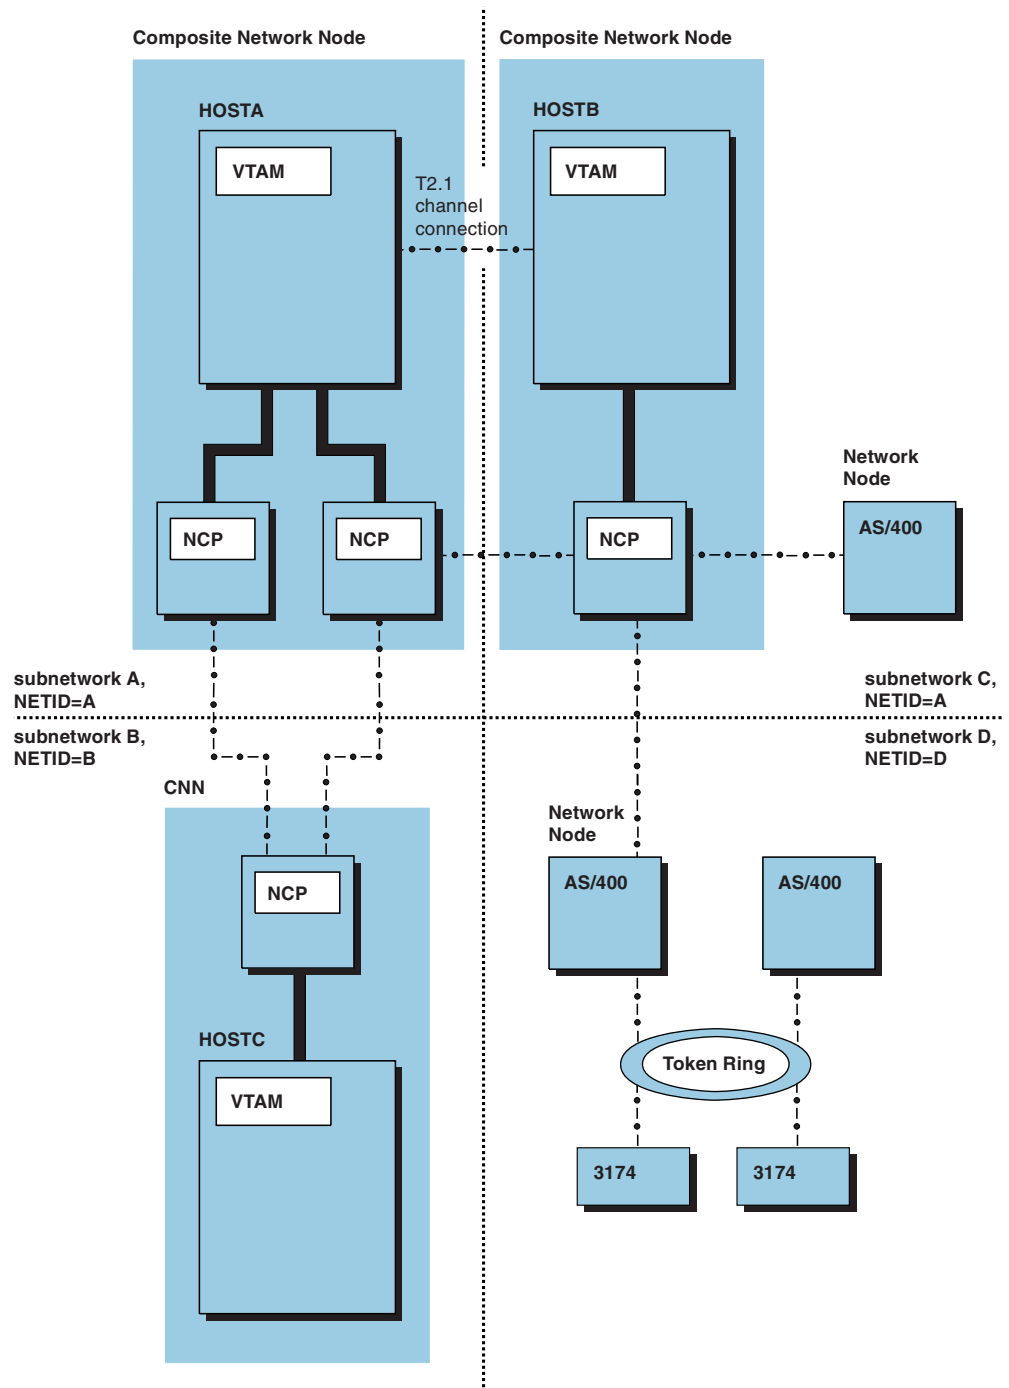 Composite Network Node
Composite Network Node
HOSTA
HOSTB
VTAM
VTAM
T2.1
channel
connection
Network
Node
AS/400
NCP
NCP
NCP
subnetwork A,
NETID=A
subnetwork C,
NETID=A
subnetwork B,
NETID=B
subnetwork D,
NETID=D
CNN
Network
Node
NCP
AS/400
AS/400
HOSTC
VTAM
Token Ring
3174
3174